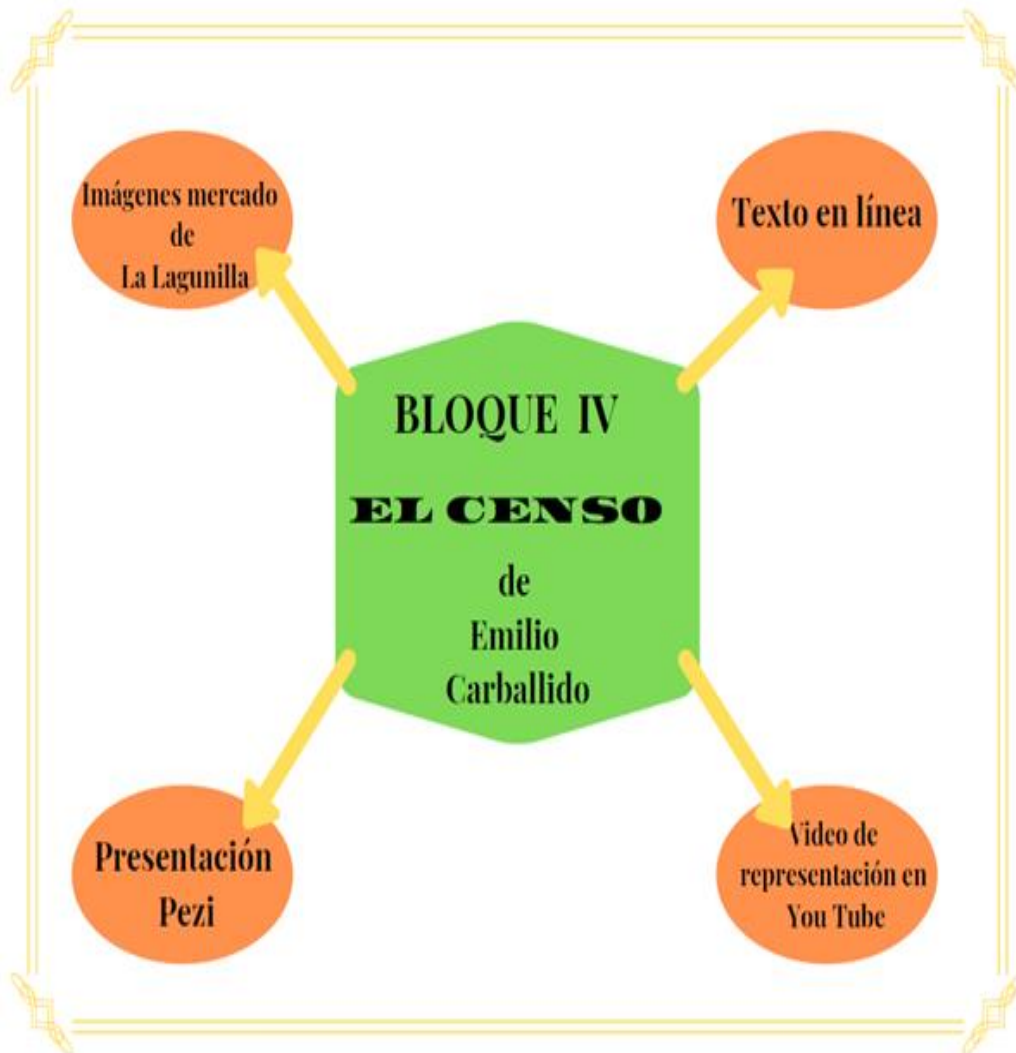 Imágenes mercado
de
La Lagunilla
Texto en línea
BLOQUE IV
EL CENSO
de
Emilio
Carballido
Presentación
Pezi
Video de
representación en
You Tube